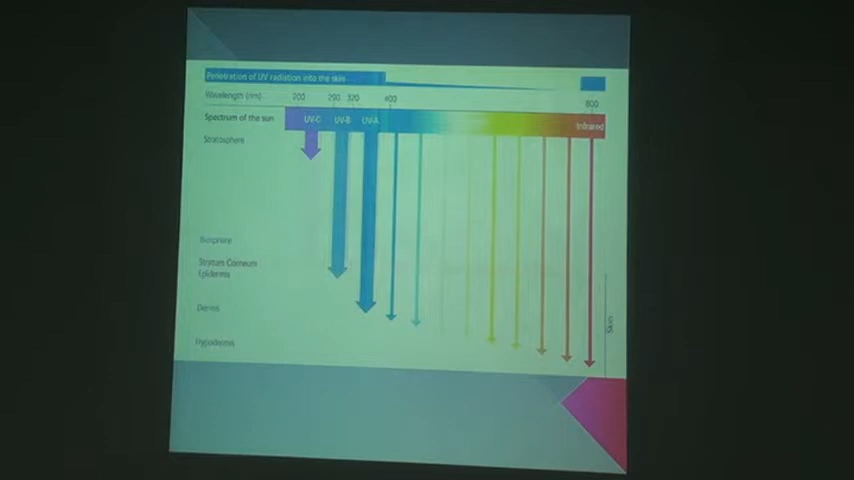 Penetration of UV radiation into the skin
Wavelength (nm) 200 290 320 400 800
Spectrum of the sun UV-C UV-B UV-A Infrared
Stratosphere
Biosphere
Stratum Corneum
Epidermis
Dermis
Hypodermis
Skin